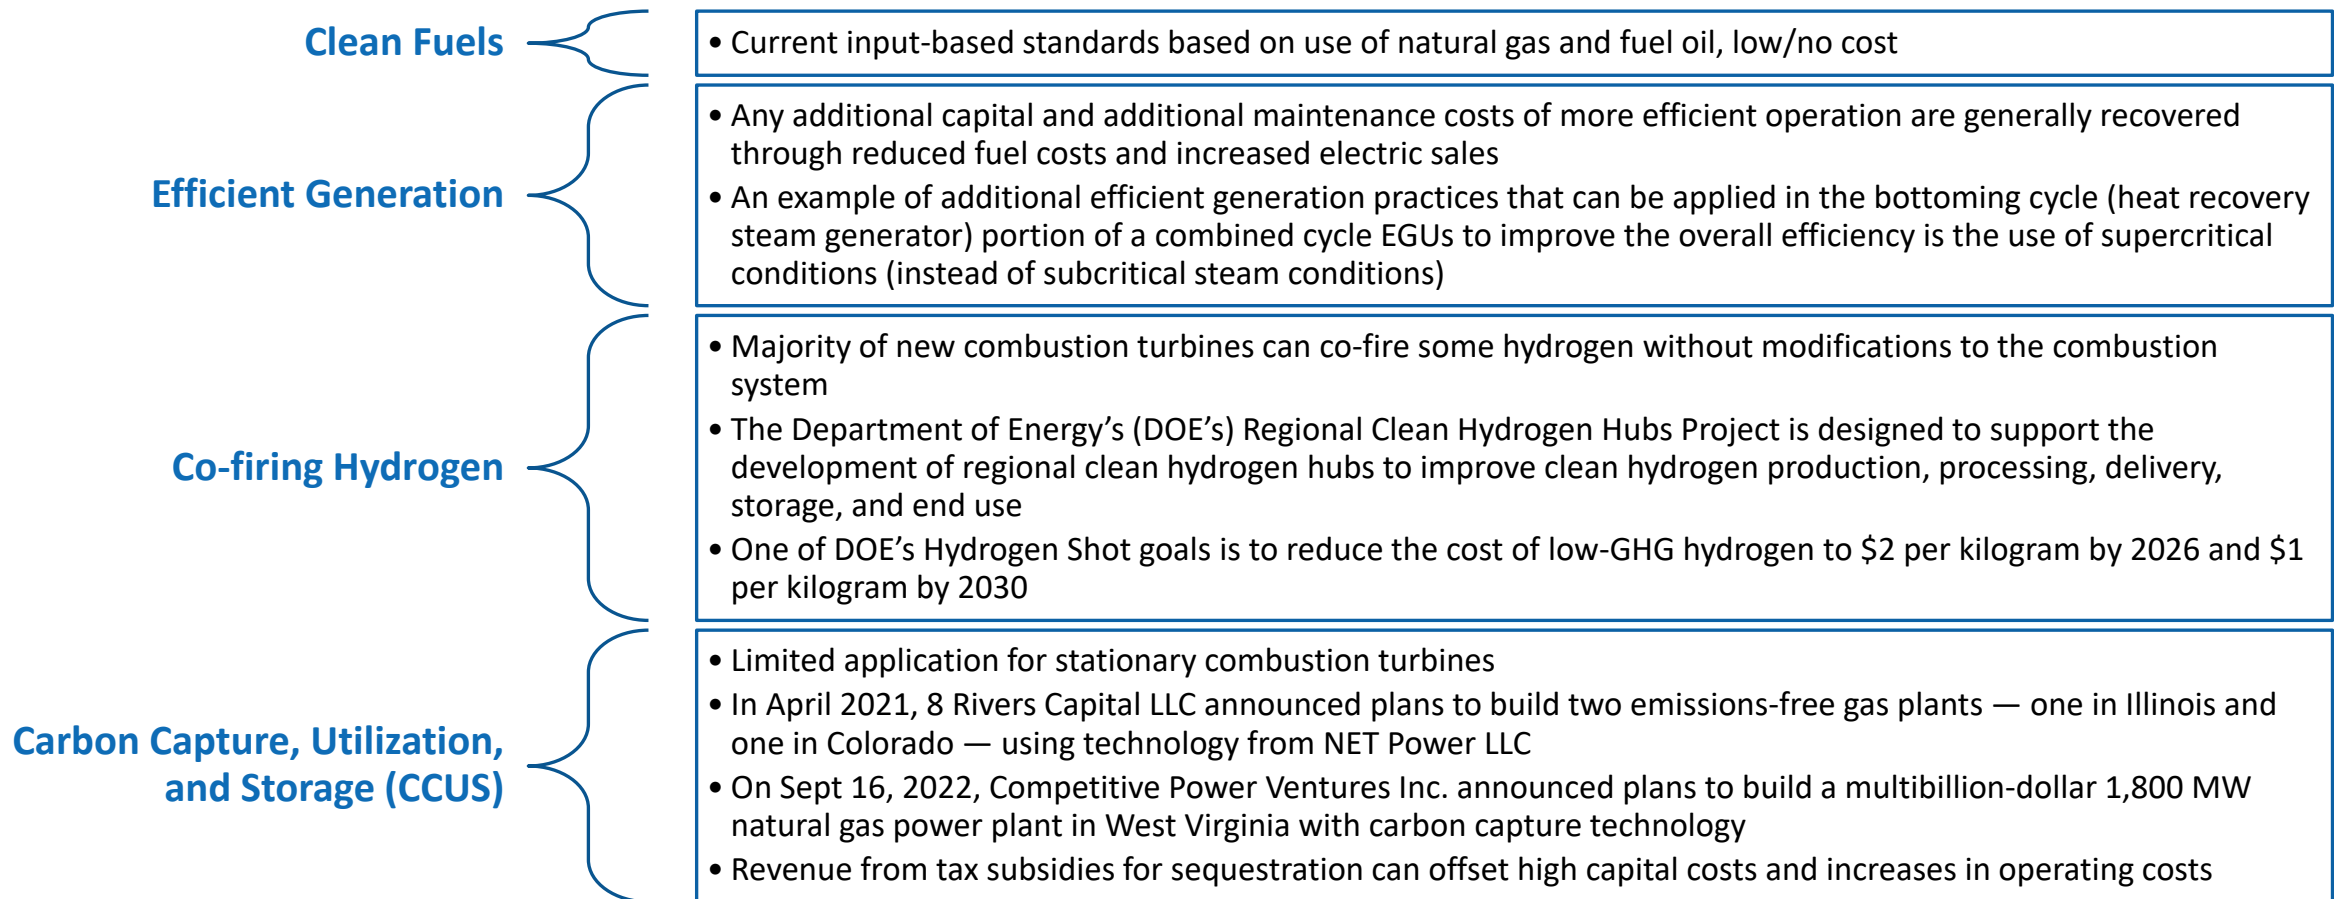 Clean Fuels
• Current input-based standards based on use of natural gas and fuel oil, low/no cost
Efficient Generation
• Any additional capital and additional maintenance costs of more efficient operation are generally recovered
through reduced fuel costs and increased electric sales
• An example of additional efficient generation practices that can be applied in the bottoming cycle (heat recovery
steam generator) portion of a combined cycle EGUs to improve the overall efficiency is the use of supercritical
conditions (instead of subcritical steam conditions)
Co-firing Hydrogen
• Majority of new combustion turbines can co-fire some hydrogen without modifications to the combustion
system
• The Department of Energy’s (DOE’s) Regional Clean Hydrogen Hubs Project is designed to support the
development of regional clean hydrogen hubs to improve clean hydrogen production, processing, delivery,
storage, and end use
• One of DOE’s Hydrogen Shot goals is to reduce the cost of low-GHG hydrogen to $2 per kilogram by 2026 and $1
per kilogram by 2030
Carbon Capture, Utilization,
and Storage (CCUS)
• Limited application for stationary combustion turbines
• In April 2021, 8 Rivers Capital LLC announced plans to build two emissions-free gas plants — one in Illinois and
one in Colorado — using technology from NET Power LLC
• On Sept 16, 2022, Competitive Power Ventures Inc. announced plans to build a multibillion-dollar 1,800 MW
natural gas power plant in West Virginia with carbon capture technology
• Revenue from tax subsidies for sequestration can offset high capital costs and increases in operating costs